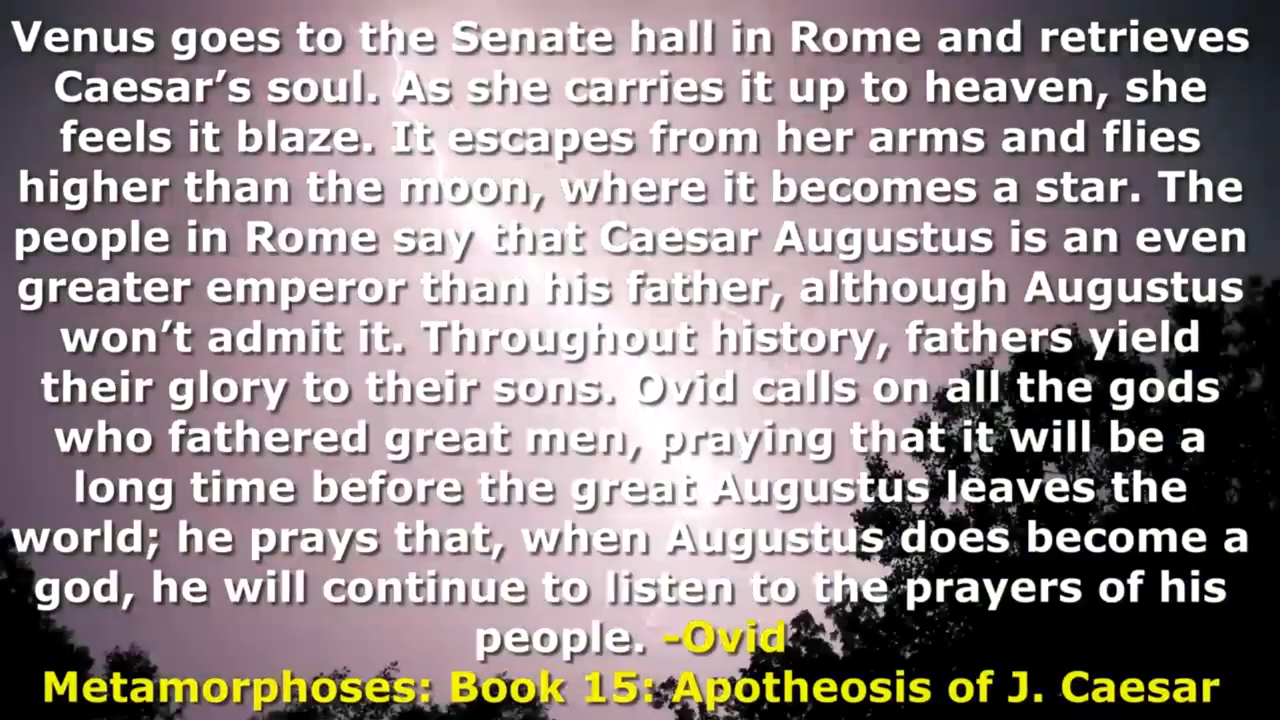 Venus goes to the Senate hall in Rome and retrieves
Caesar’s soul. As she carries it up to heaven, she
feels it blaze. It escapes from her arms and flies
higher than the moon, where it becomes a star. The
people in Rome say that Caesar Augustus is an even
greater emperor than his father, although Augustus
won’t admit it. Throughout history, fathers yield
their glory to their sons. Ovid calls on all the gods
who fathered great men, praying that it will be a
long time before the great Augustus leaves the
world; he prays that, when Augustus does become a
god, he will continue to listen to the prayers of his
people. -Ovid
Metamorphoses: Book 15: Apotheosis of J. Caesar